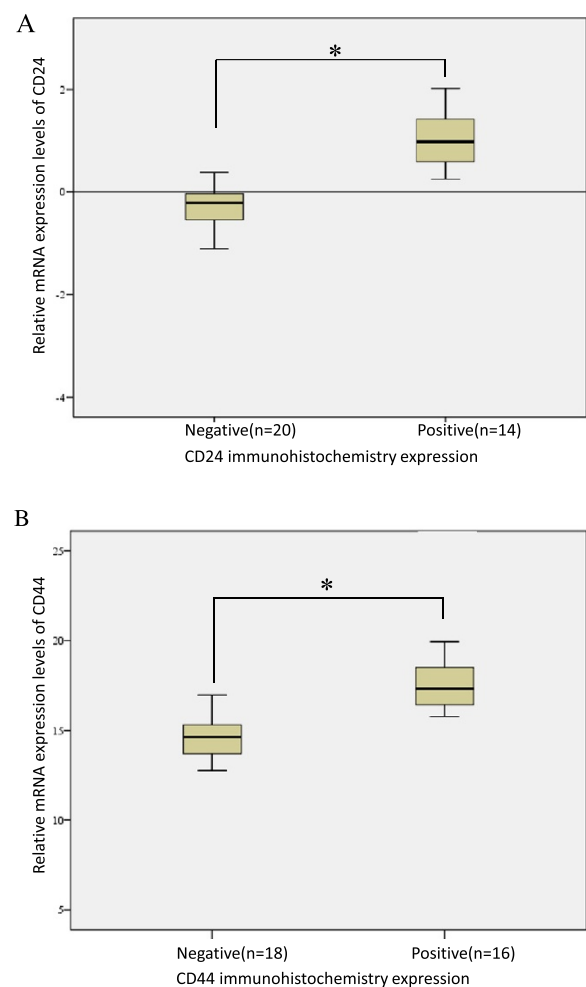 A
*
Relative mRNA expression levels of CD24
2
0
-2
-4
Negative(n=20) Positive(n=14)
CD24 immunohistochemistry expression
B
*
Relative mRNA expression levels of CD44
25
20
15
10
5
Negative(n=18) Positive(n=16)
CD44 immunohistochemistry expression